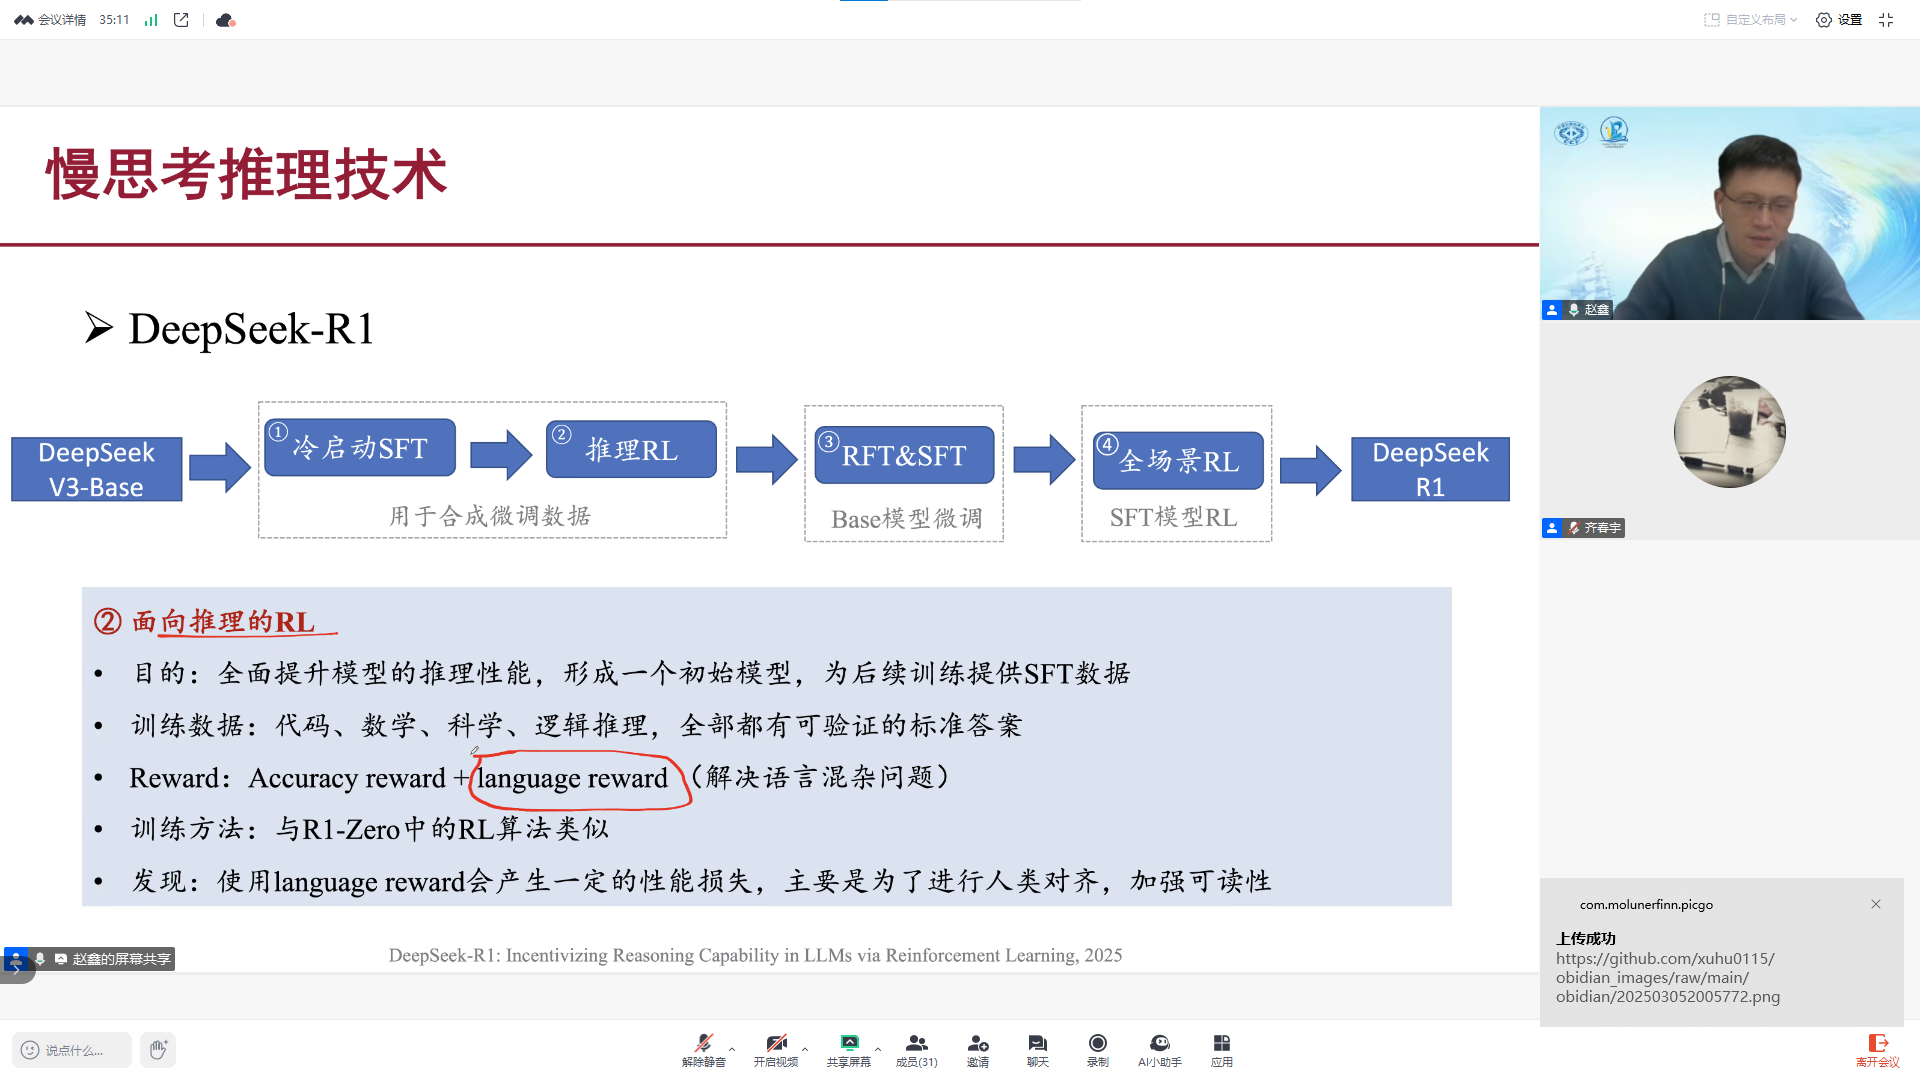 会议详情 35:11
自定义布局 设置
慢思考推理技术
DeepSeek-R1
DeepSeek
V3-Base
① 冷启动SFT
② 推理RL
用于合成微调数据
③ RFT&SFT
Base模型微调
④ 全场景RL
SFT模型RL
DeepSeek
R1
② 面向推理的RL
• 目的：全面提升模型的推理性能，形成一个初始模型，为后续训练提供SFT数据
• 训练数据：代码、数学、科学、逻辑推理，全部都有可验证的标准答案
• Reward：Accuracy reward + language reward（解决语言混杂问题）
• 训练方法：与R1-Zero中的RL算法类似
• 发现：使用language reward会产生一定的性能损失，主要是为了进行人类对齐，加强可读性
DeepSeek-R1: Incentivizing Reasoning Capability in LLMs via Reinforcement Learning, 2025
赵鑫的屏幕共享
赵鑫
齐春宇
com.molunerfinn.picgo
上传成功
https://github.com/xuhu0115/
obidian_images/raw/main/
obidian/202503052005772.png
说点什么...
解除静音
开启视频
共享屏幕
成员(31)
邀请
聊天
录制
AI小助手
应用
离开会议